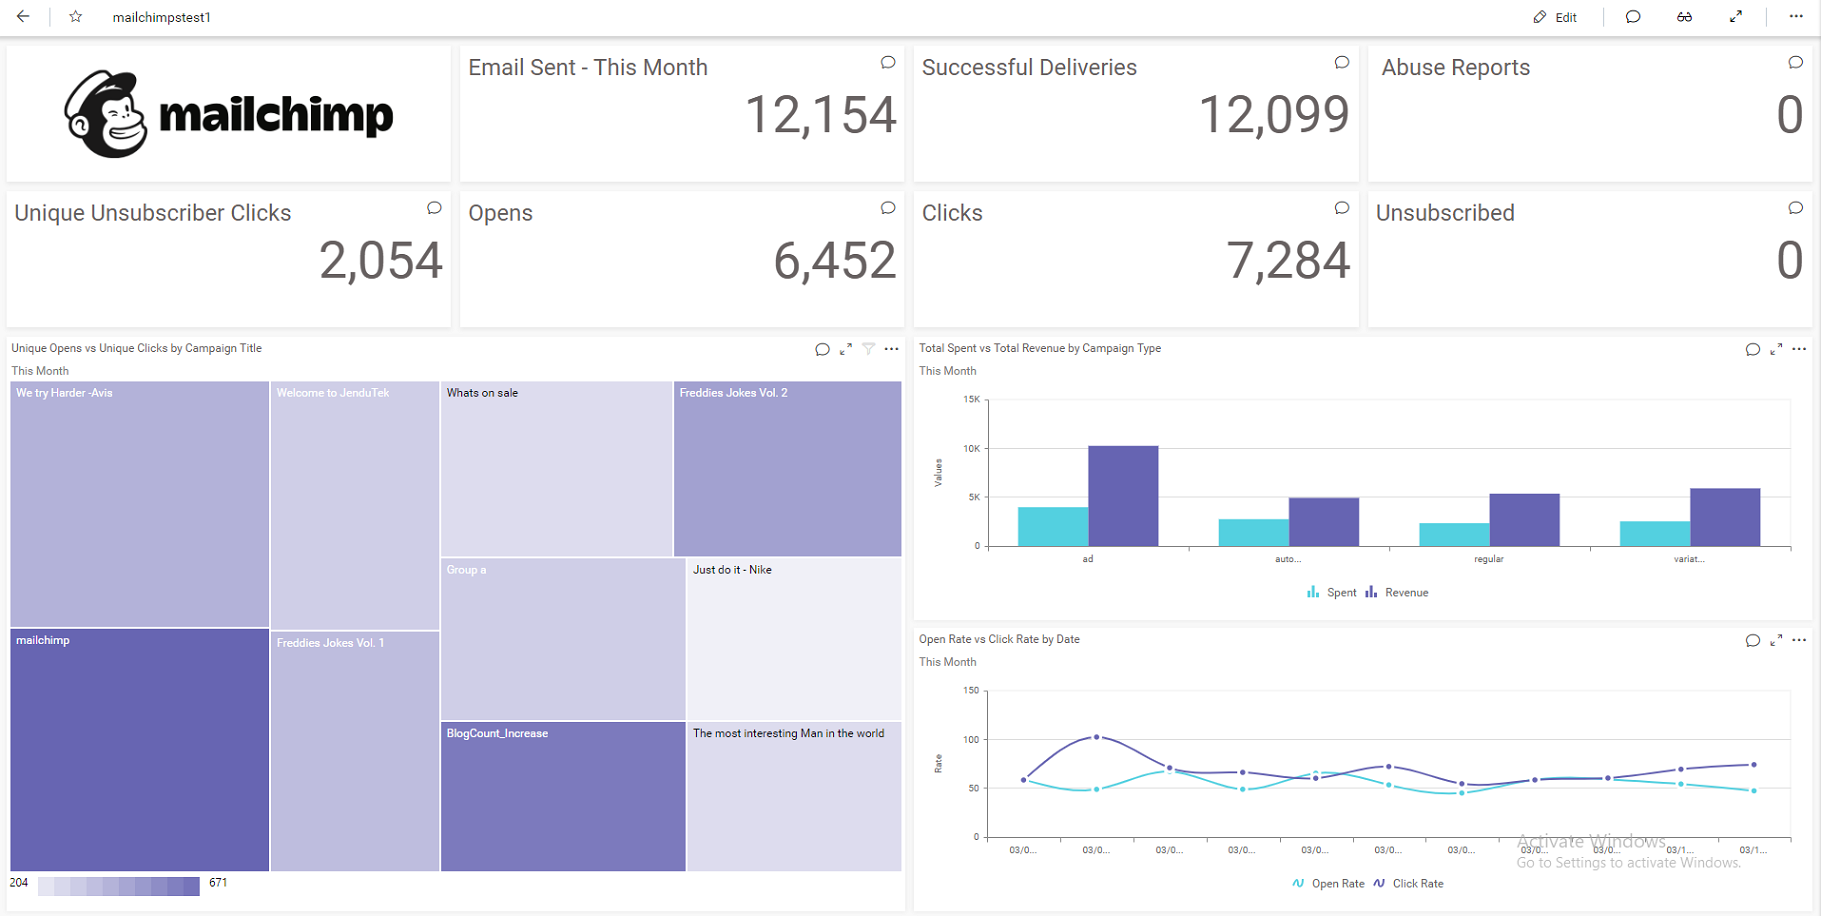 mailchimpstest1
Edit
mailchimp
Email Sent - This Month
12,154
Successful Deliveries
12,099
Abuse Reports
0
Unique Unsubscriber Clicks
2,054
Opens
6,452
Clicks
7,284
Unsubscribed
0
Unique Opens vs Unique Clicks by Campaign Title
This Month
We try Harder -Avis
Welcome to JenduTek
Whats on sale
Freddies Jokes Vol. 2
Group a
Just do it - Nike
mailchimp
Freddies Jokes Vol. 1
BlogCount_Increase
The most interesting Man in the world
204
671
Total Spent vs Total Revenue by Campaign Type
This Month
15K
10K
5K
0
Values
ad
auto...
regular
variat...
Spent
Revenue
Open Rate vs Click Rate by Date
This Month
150
100
50
0
Rate
03/0...
03/0...
03/0...
03/0...
03/0...
03/0...
03/0...
03/0...
03/0...
03/1...
03/1...
Activate Windows
Go to Settings to activate Windows.
Open Rate
Click Rate